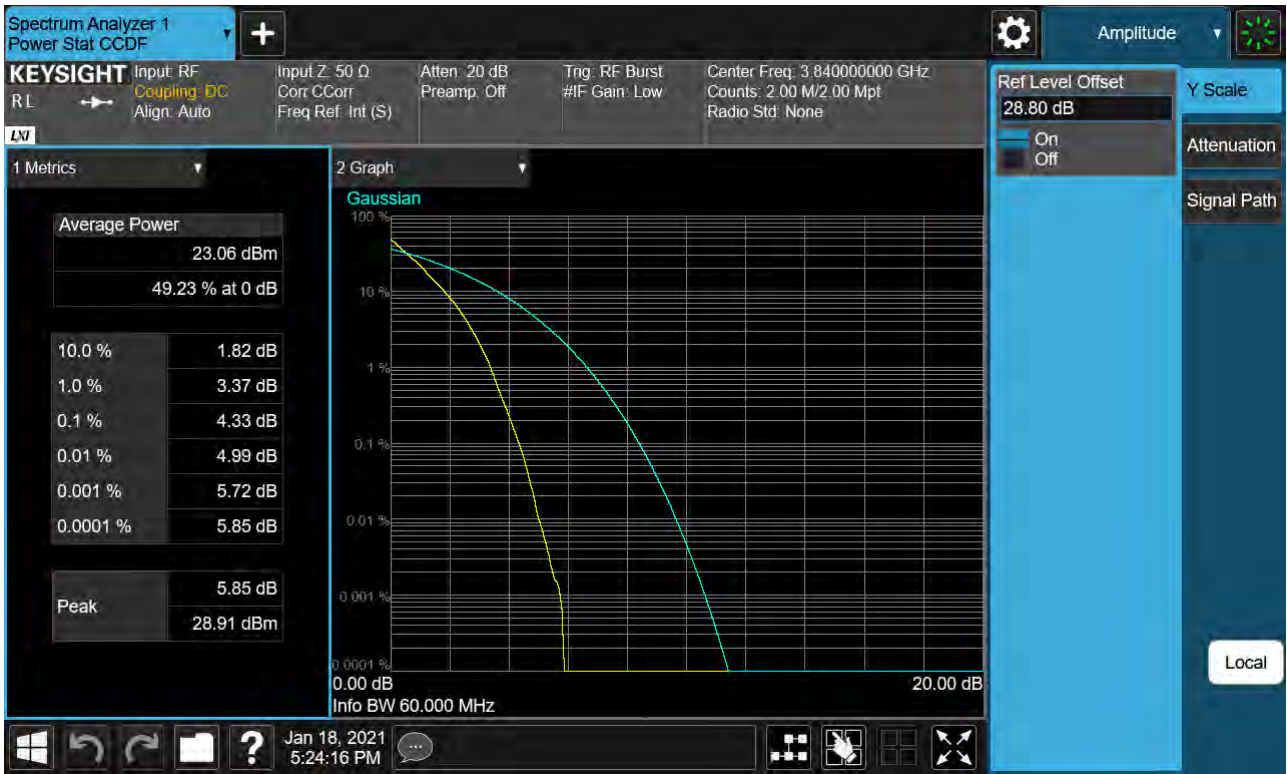 Spectrum Analyzer 1
Power Stat CCDF
+
Amplitude
KEYSIGHT
R L
LXI
Input: RF
Coupling: DC
Align: Auto
Input Z: 50 Ω
Corr CCorr
Freq Ref: Int (S)
Atten: 20 dB
Preamp: Off
Trig: RF Burst
#IF Gain: Low
Center Freq: 3.840000000 GHz
Counts: 2.00 M/2.00 Mpt
Radio Std: None
Ref Level Offset
28.80 dB
On
Off
Y Scale
Attenuation
Signal Path
Local
1 Metrics
Average Power
23.06 dBm
49.23 % at 0 dB
10.0 % 1.82 dB
1.0 % 3.37 dB
0.1 % 4.33 dB
0.01 % 4.99 dB
0.001 % 5.72 dB
0.0001 % 5.85 dB
Peak
5.85 dB
28.91 dBm
2 Graph
Gaussian
100 %
10 %
1 %
0.1 %
0.01 %
0.001 %
0.0001 %
0.00 dB 20.00 dB
Info BW 60.000 MHz
?
Jan 18, 2021
5:24:16 PM